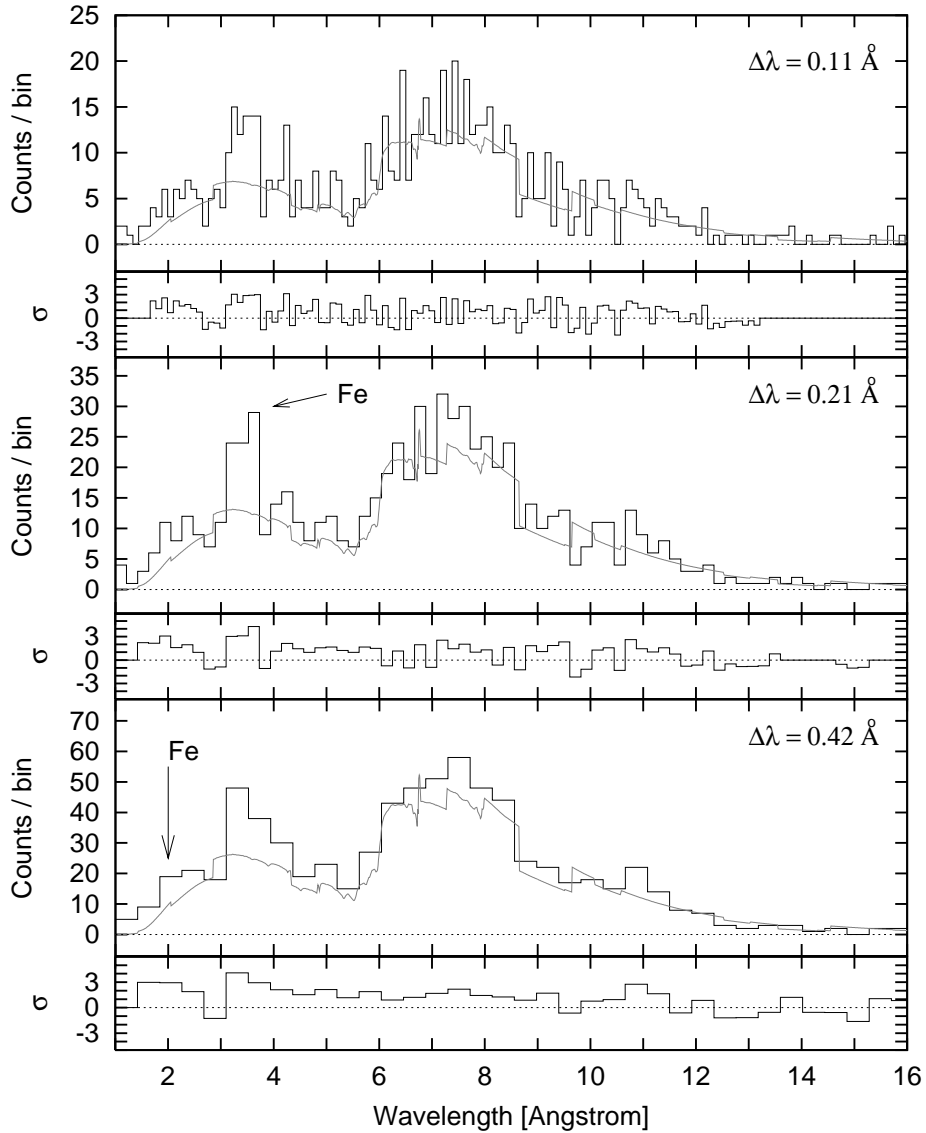 25
20
15
10
5
0
Counts / bin
Δλ = 0.11 Å
3
0
-3
σ
35
30
25
20
15
10
5
0
Counts / bin
Fe
Δλ = 0.21 Å
3
0
-3
σ
70
60
50
40
30
20
10
0
Counts / bin
Fe
Δλ = 0.42 Å
3
0
-3
σ
2 4 6 8 10 12 14 16
Wavelength [Angstrom]